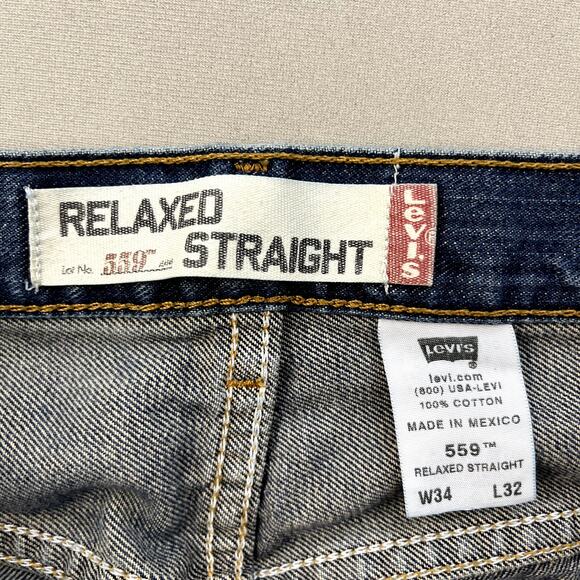 RELAXED
STRAIGHT
Lot No. 559™
Levi's®
LEVI'S
levi.com
(800) USA-LEVI
100% COTTON
MADE IN MEXICO
559™
RELAXED STRAIGHT
W34 L32